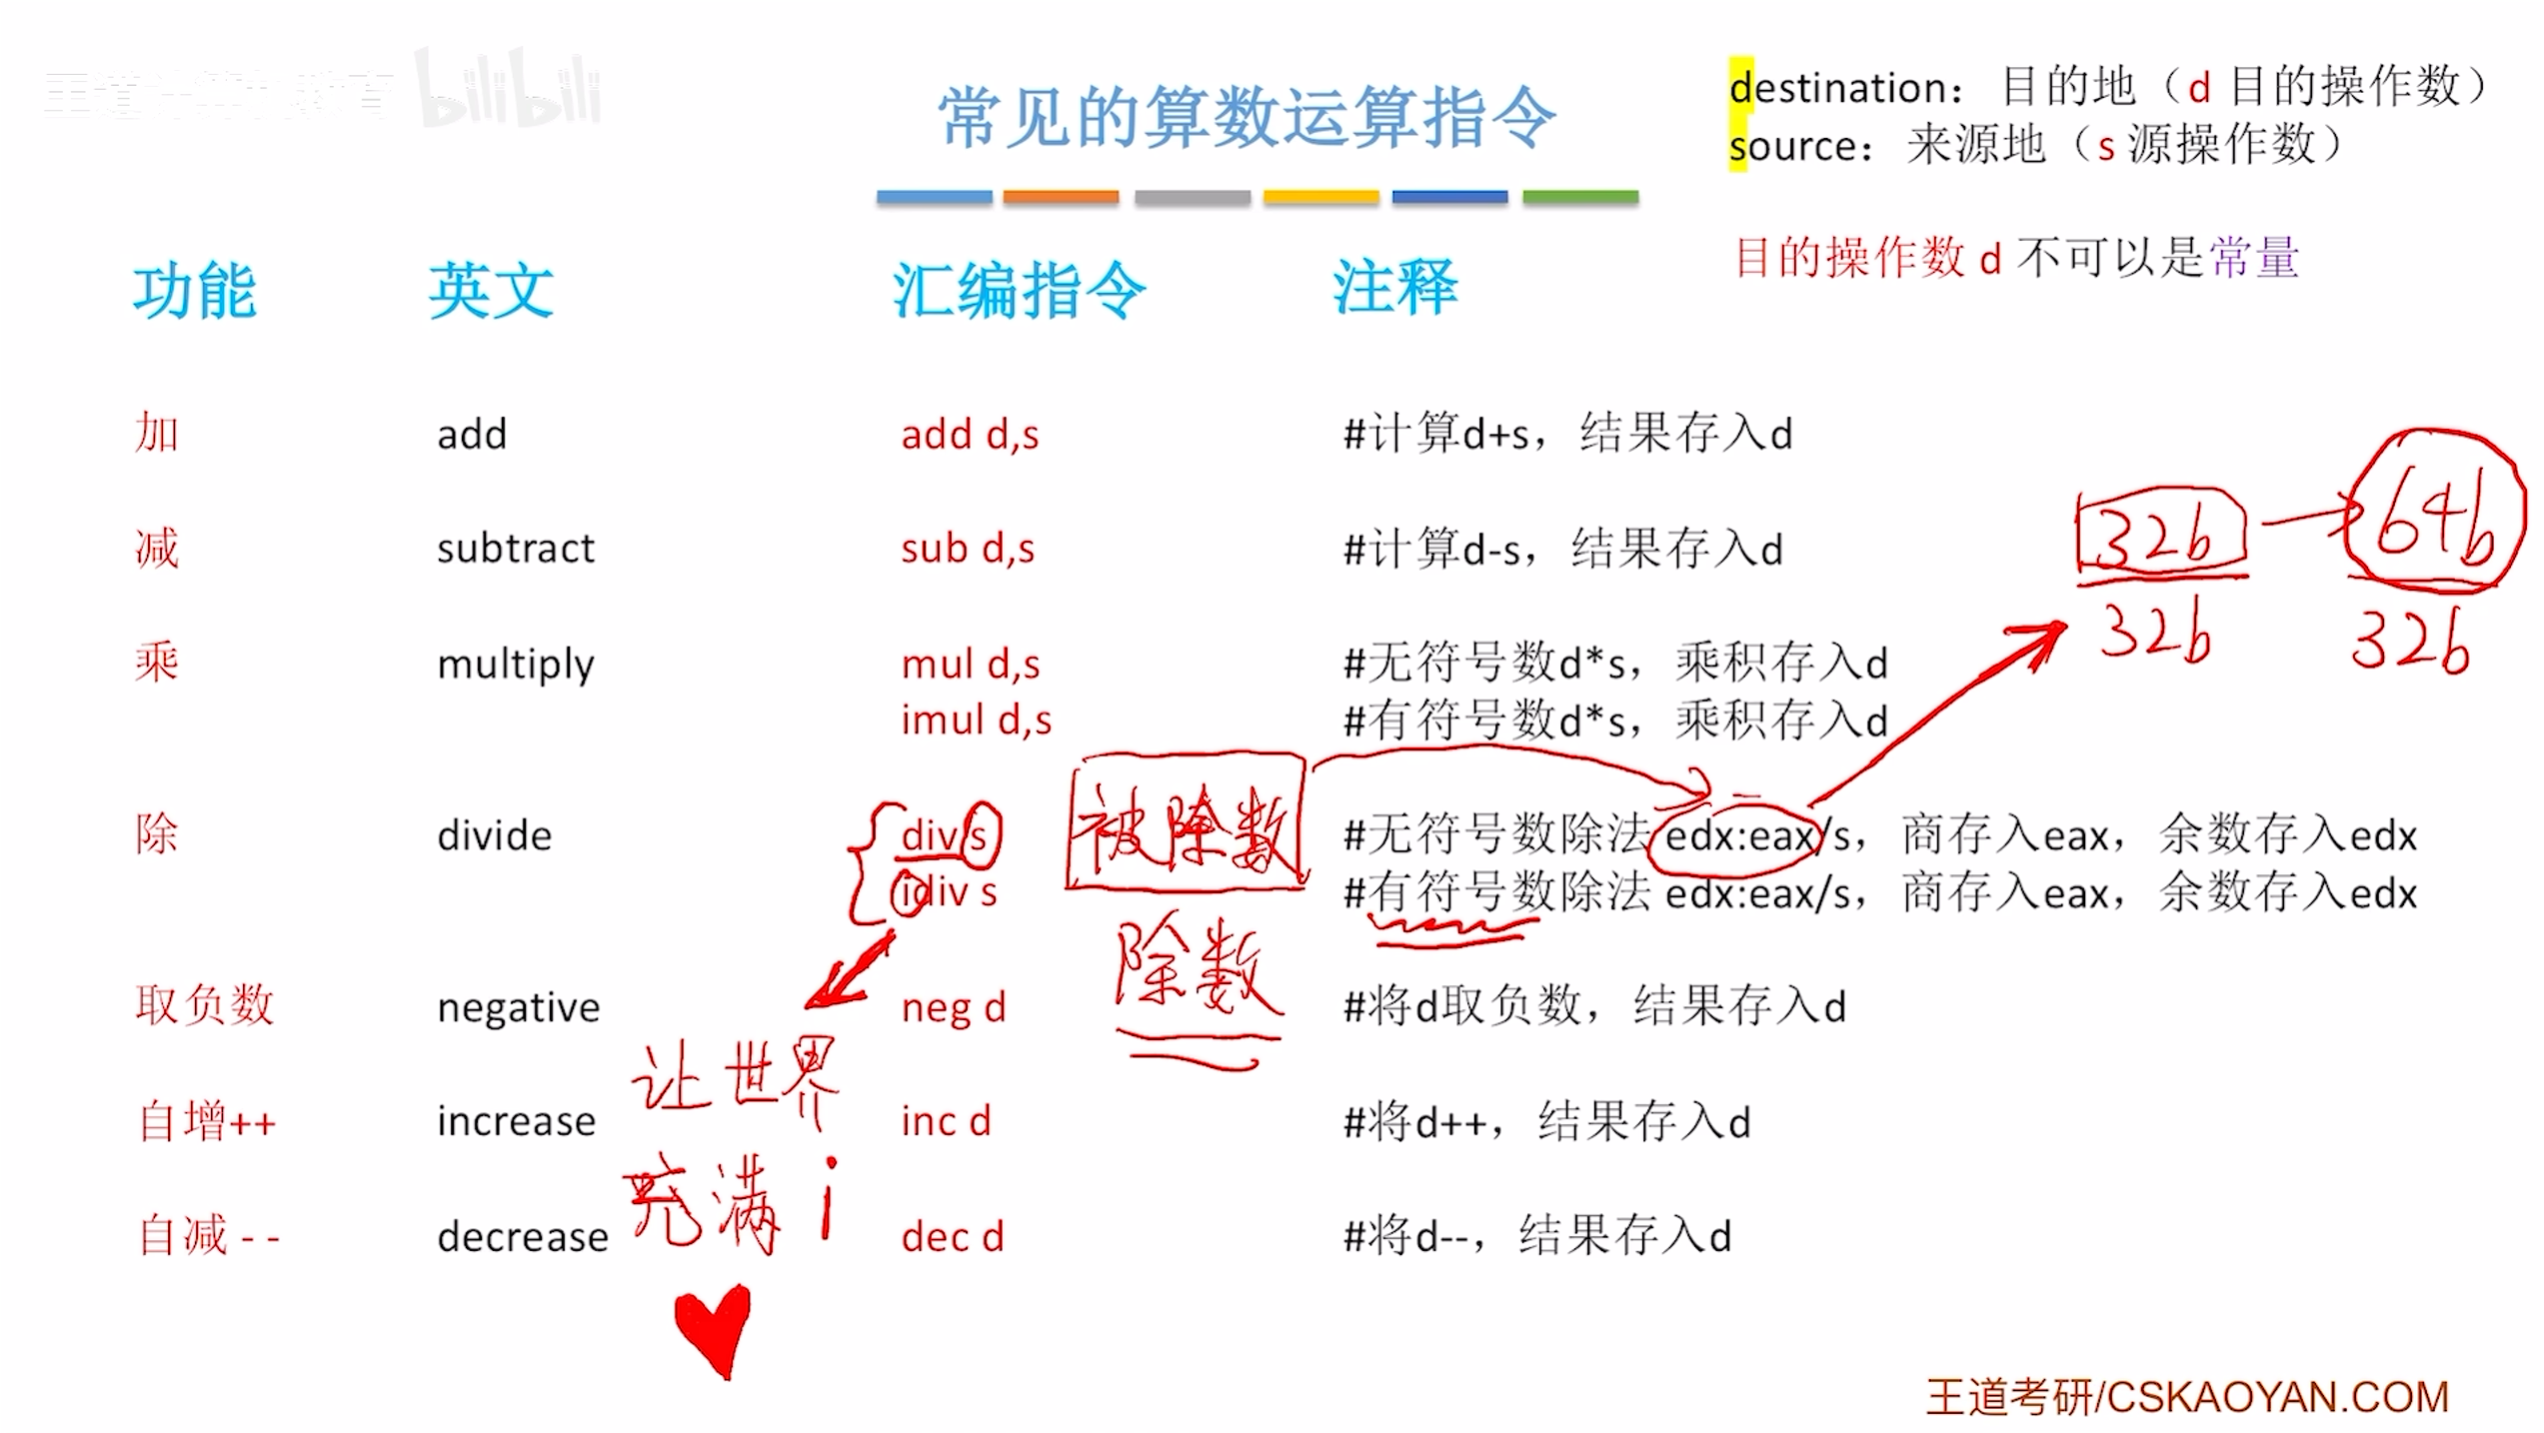 王道计算机教育 bilibili
常见的算数运算指令
destination：目的地（d 目的操作数）
source：来源地（s 源操作数）
目的操作数 d 不可以是常量
功能 英文 汇编指令 注释
加 add add d,s #计算d+s，结果存入d
减 subtract sub d,s #计算d-s，结果存入d
32b → 64b
32b 32b
乘 multiply mul d,s #无符号数d*s，乘积存入d
imul d,s #有符号数d*s，乘积存入d
除 divide div s 被除数 #无符号数除法 edx:eax/s，商存入eax，余数存入edx
idiv s #有符号数除法 edx:eax/s，商存入eax，余数存入edx
除数
取负数 negative neg d #将d取负数，结果存入d
让世界
自增++ increase inc d #将d++，结果存入d
充满 i
自减 - - decrease dec d #将d--，结果存入d
王道考研/CSKAOYAN.COM